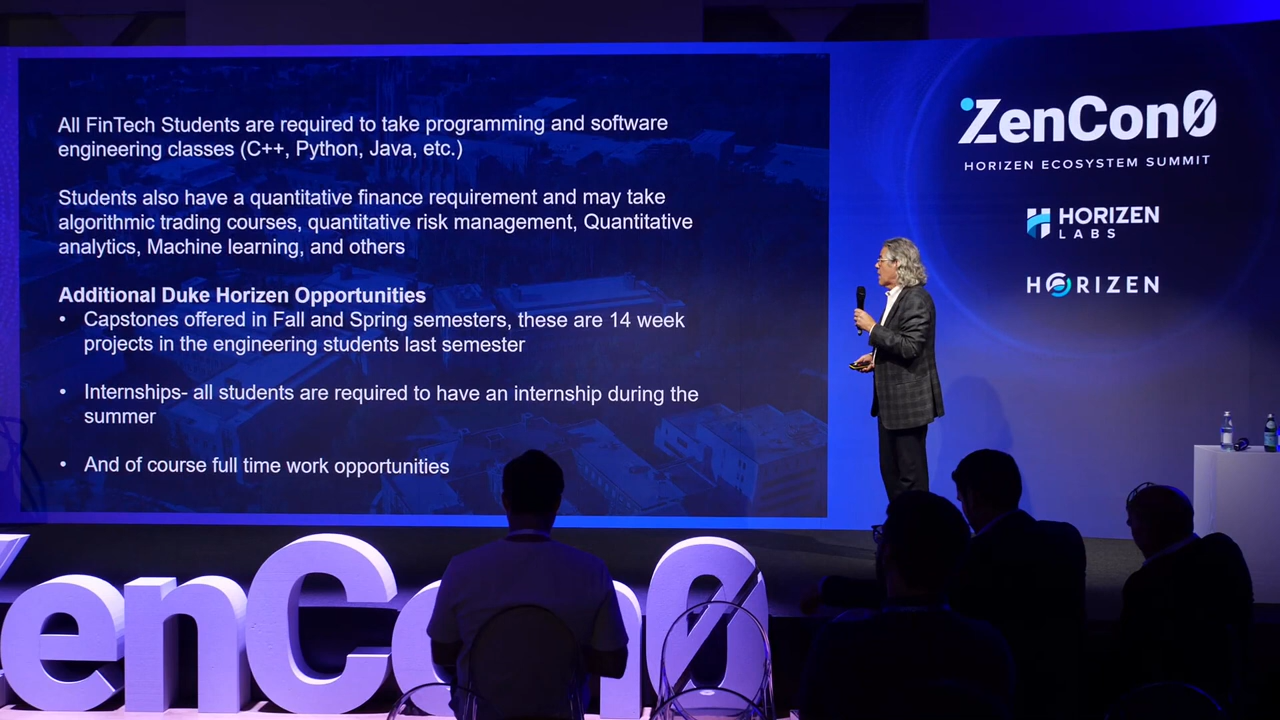 All FinTech Students are required to take programming and software
engineering classes (C++, Python, Java, etc.)
Students also have a quantitative finance requirement and may take
algorithmic trading courses, quantitative risk management, Quantitative
analytics, Machine learning, and others
Additional Duke Horizen Opportunities
• Capstones offered in Fall and Spring semesters, these are 14 week
projects in the engineering students last semester
• Internships- all students are required to have an internship during the
summer
• And of course full time work opportunities
ZenCon0
HORIZEN ECOSYSTEM SUMMIT
HORIZEN
LABS
HORIZEN
ZenCon0